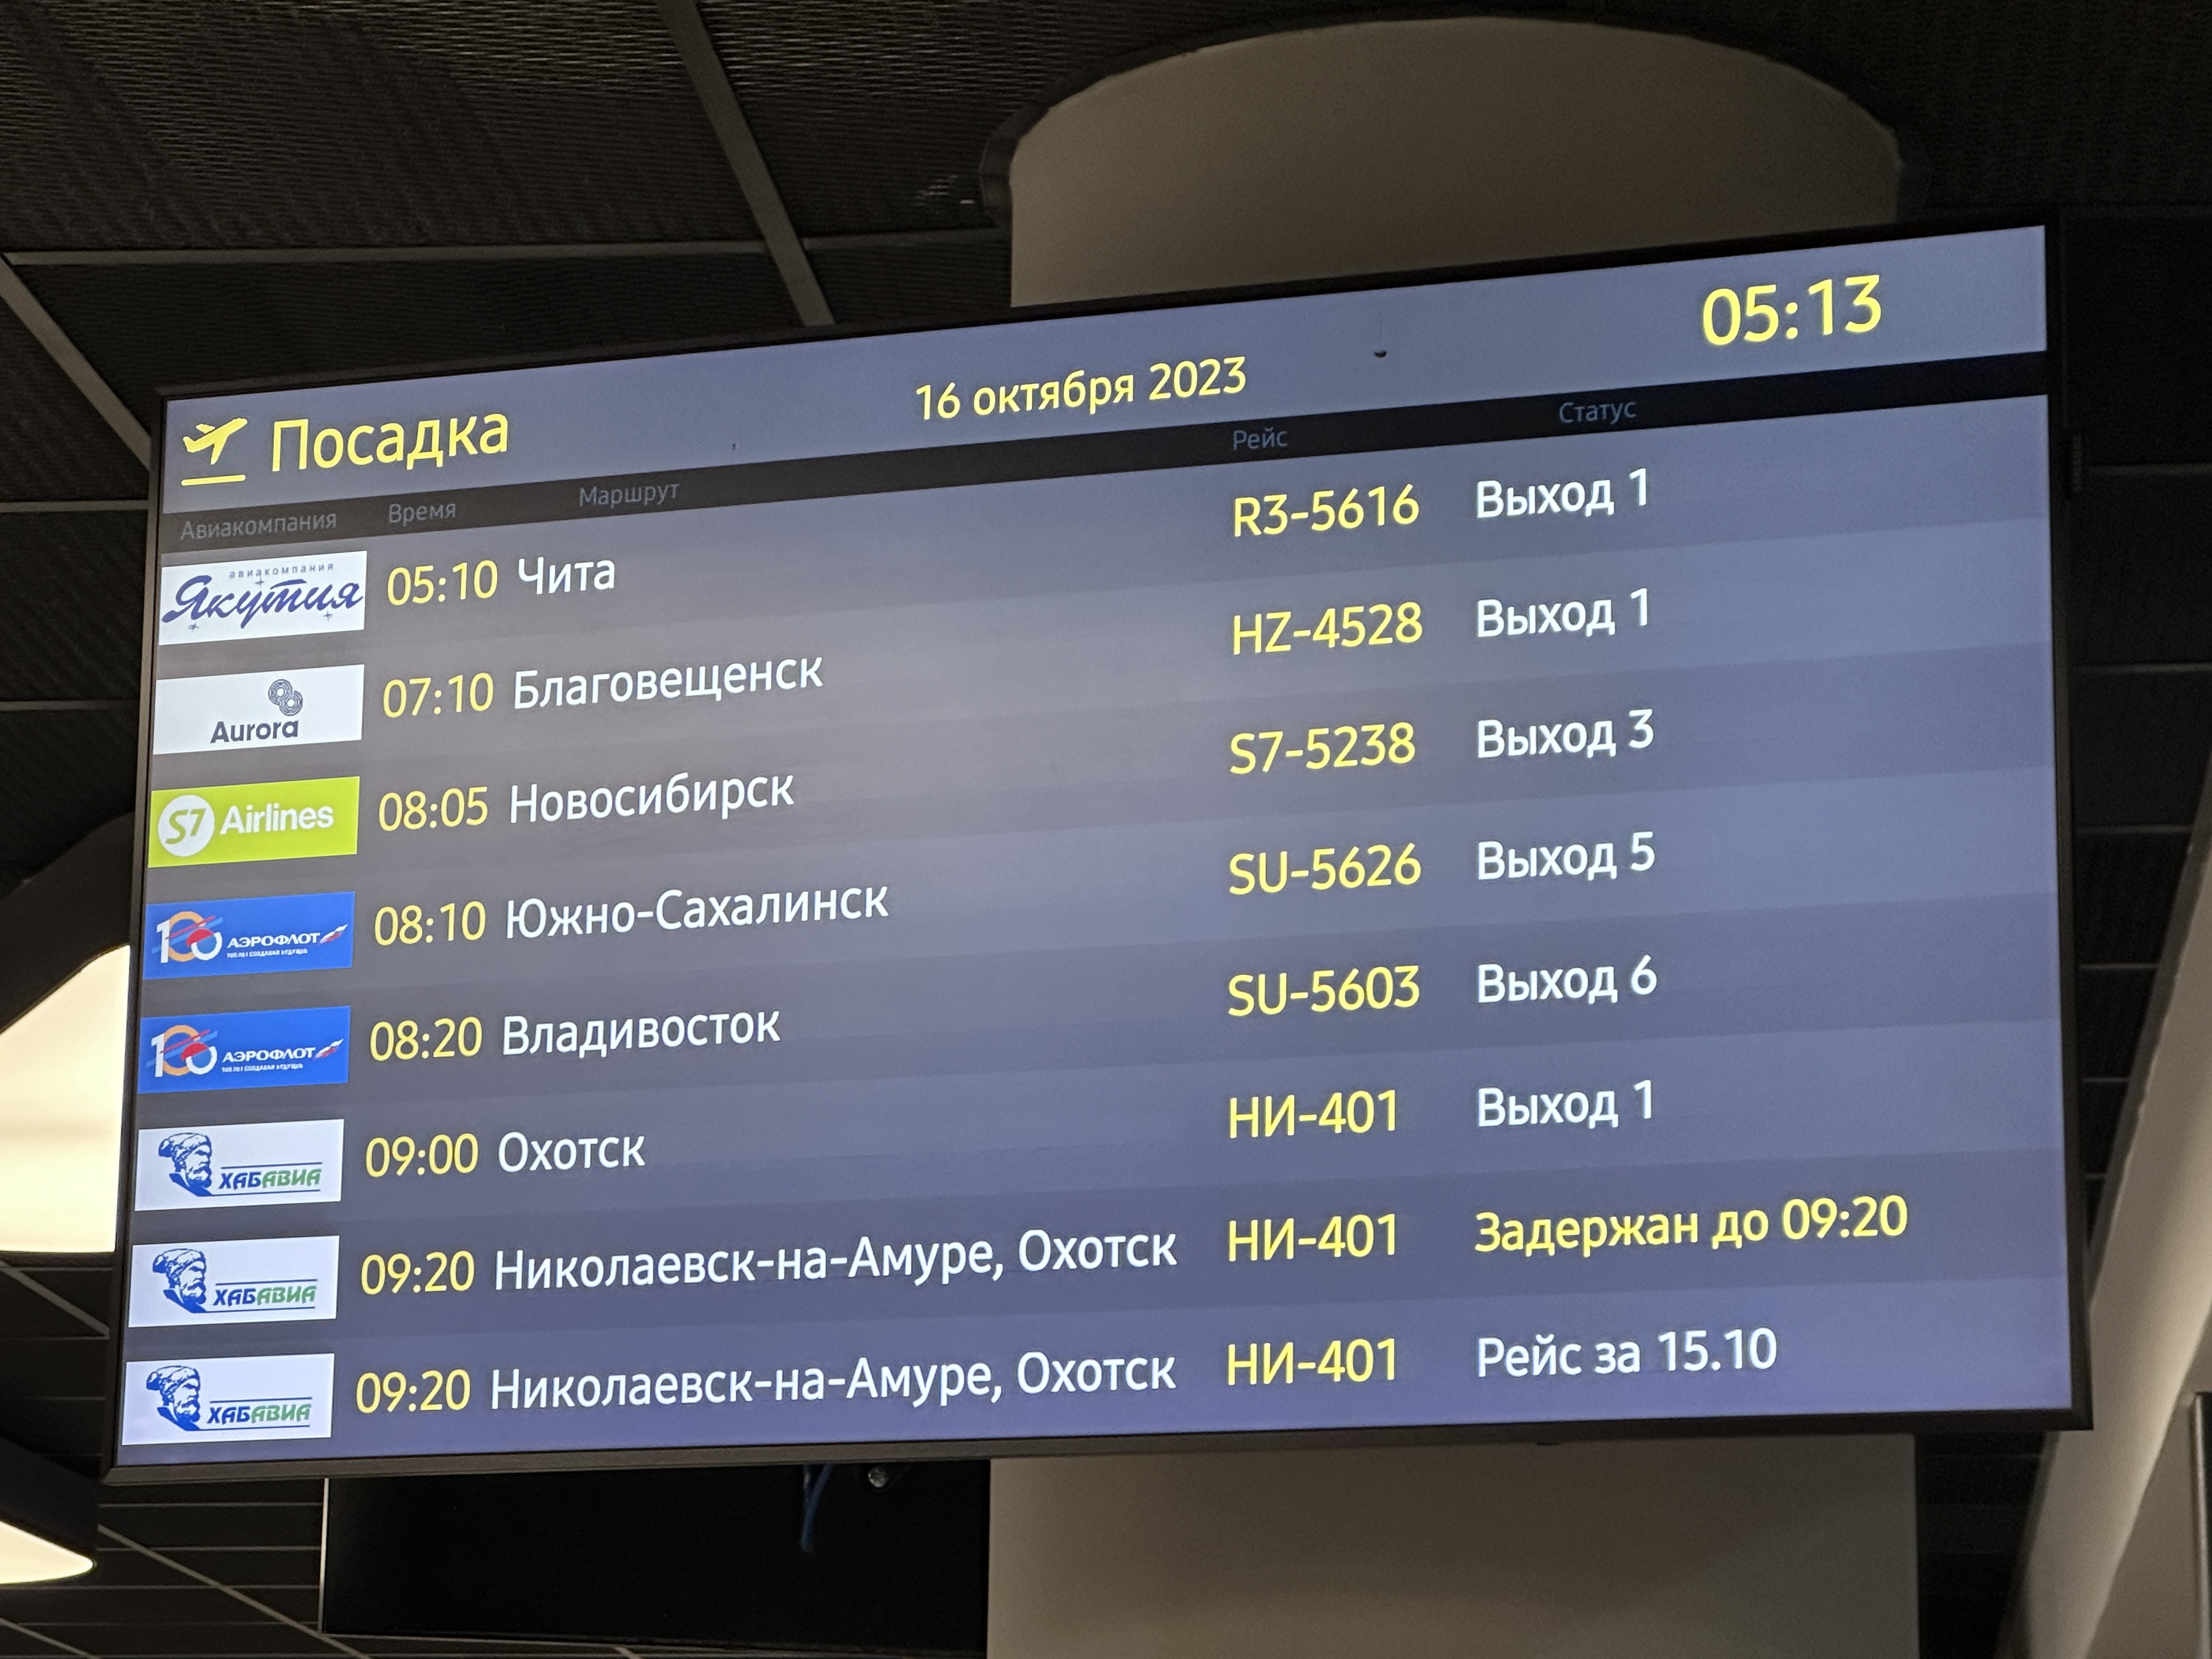 Посадка 16 октября 2023 05:13
Авиакомпания Время Маршрут Рейс Статус
авиакомпания Якутия 05:10 Чита R3-5616 Выход 1
Aurora 07:10 Благовещенск HZ-4528 Выход 1
S7 Airlines 08:05 Новосибирск S7-5238 Выход 3
100 АЭРОФЛОТ 08:10 Южно-Сахалинск SU-5626 Выход 5
100 АЭРОФЛОТ 08:20 Владивосток SU-5603 Выход 6
ХАБАВИА 09:00 Охотск НИ-401 Выход 1
ХАБАВИА 09:20 Николаевск-на-Амуре, Охотск НИ-401 Задержан до 09:20
ХАБАВИА 09:20 Николаевск-на-Амуре, Охотск НИ-401 Рейс за 15.10